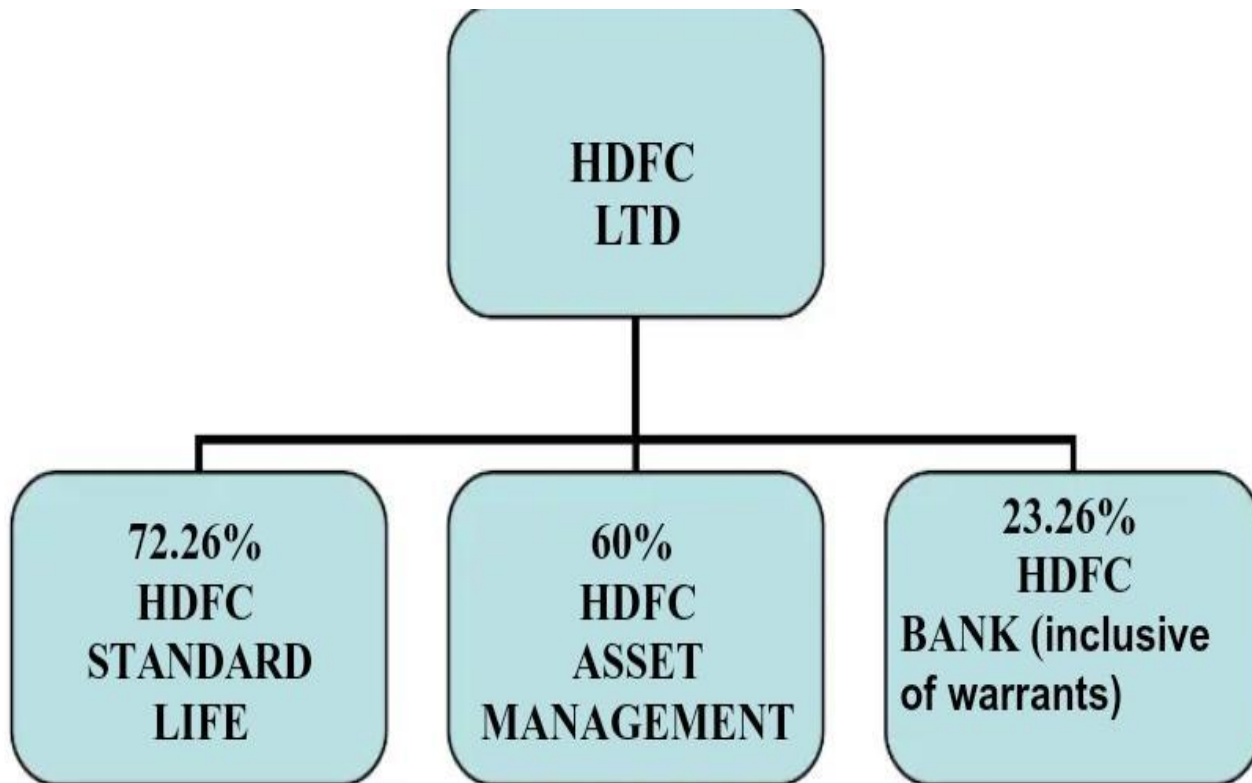 HDFC
LTD
72.26%
HDFC
STANDARD
LIFE
60%
HDFC
ASSET
MANAGEMENT
23.26%
HDFC
BANK (inclusive
of warrants)